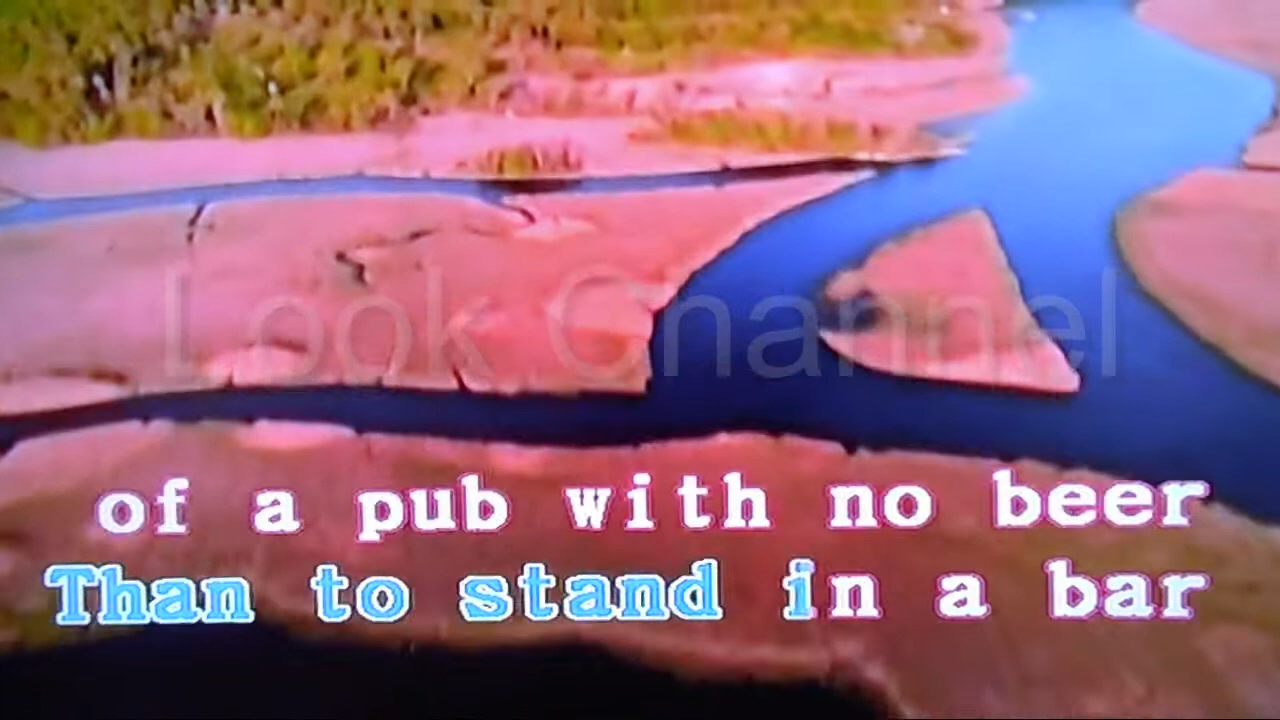 Look Channel
of a pub with no beer
Than to stand in a bar